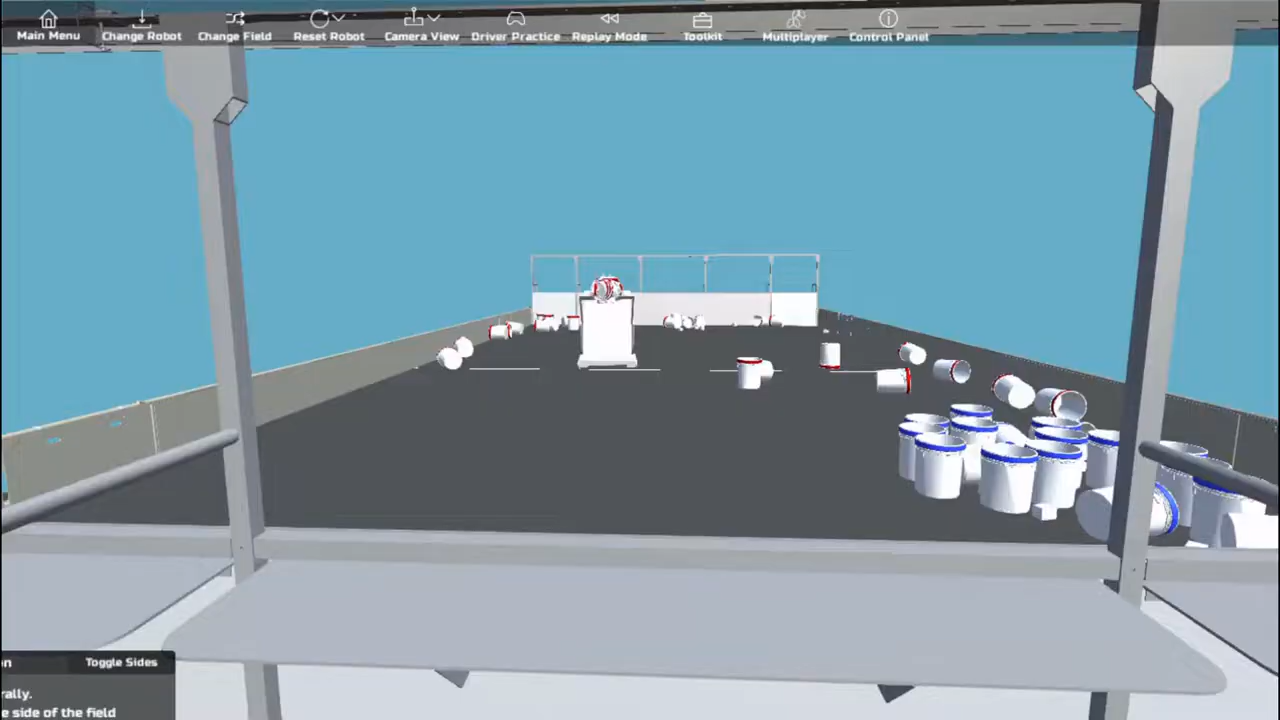 Main Menu
Change Robot
Change Field
Reset Robot
Camera View
Driver Practice
Replay Mode
Toolkit
Multiplayer
Control Panel
Toggle Sides
e side of the field